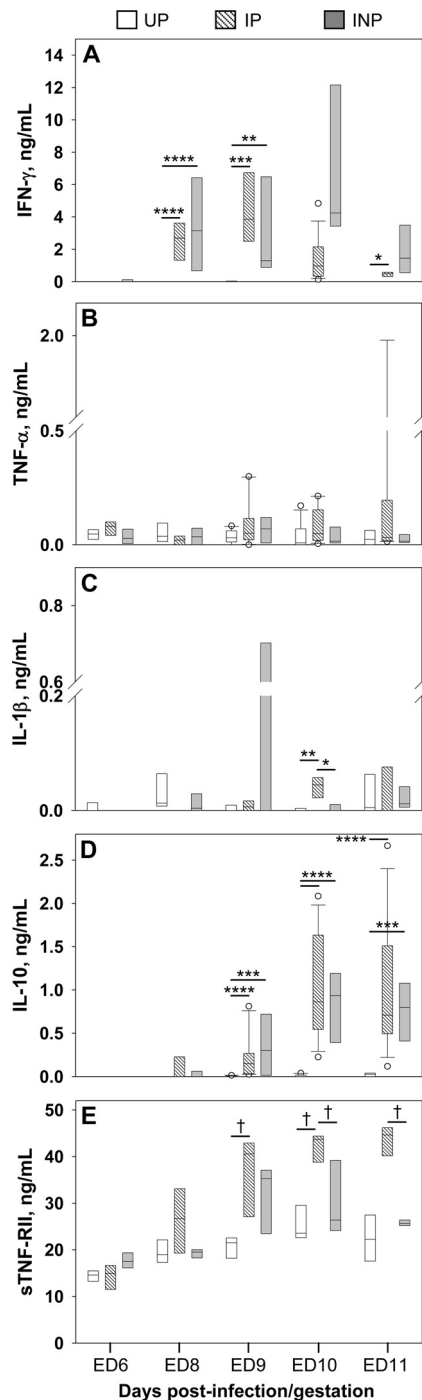 UP IP INP
A
14
12
10
8
6
4
2
0
IFN-γ, ng/mL
****
****
**
***
*
B
2.0
0.5
0.0
TNF-α, ng/mL
C
0.8
0.6
0.2
0.0
IL-1β, ng/mL
**
*
D
2.5
2.0
1.5
1.0
0.5
0.0
IL-10, ng/mL
****
****
***
***
****
E
50
40
30
20
10
0
sTNF-RII, ng/mL
† † † †
ED6 ED8 ED9 ED10 ED11
Days post-infection/gestation